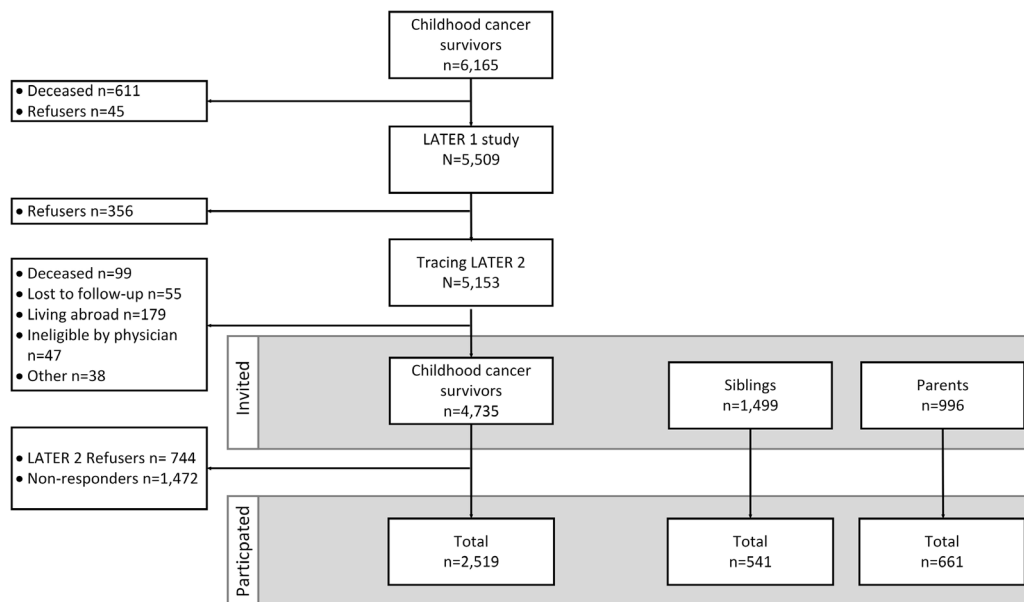 Childhood cancer
survivors
n=6,165
• Deceased n=611
• Refusers n=45
LATER 1 study
N=5,509
• Refusers n=356
Tracing LATER 2
N=5,153
• Deceased n=99
• Lost to follow-up n=55
• Living abroad n=179
• Ineligible by physician
n=47
• Other n=38
Invited
Childhood cancer
survivors
n=4,735
Siblings
n=1,499
Parents
n=996
• LATER 2 Refusers n= 744
• Non-responders n=1,472
Particpated
Total
n=2,519
Total
n=541
Total
n=661